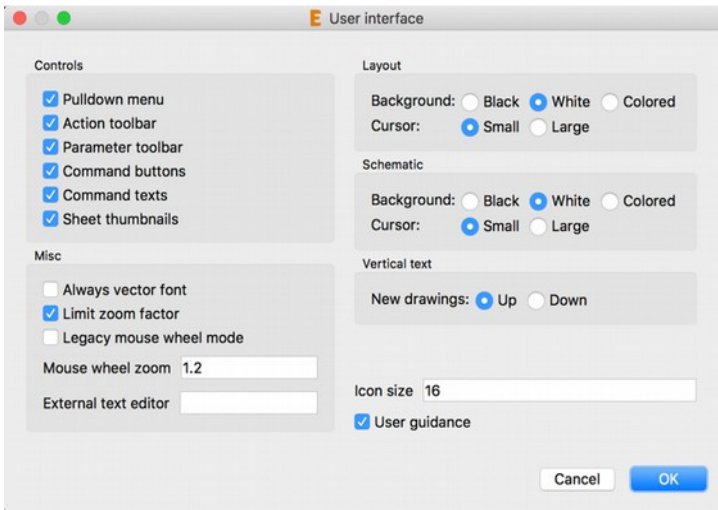 E User interface
Controls
Pulldown menu
Action toolbar
Parameter toolbar
Command buttons
Command texts
Sheet thumbnails
Misc
Always vector font
Limit zoom factor
Legacy mouse wheel mode
Mouse wheel zoom 1.2
External text editor
Layout
Background: Black White Colored
Cursor: Small Large
Schematic
Background: Black White Colored
Cursor: Small Large
Vertical text
New drawings: Up Down
Icon size 16
User guidance
Cancel OK